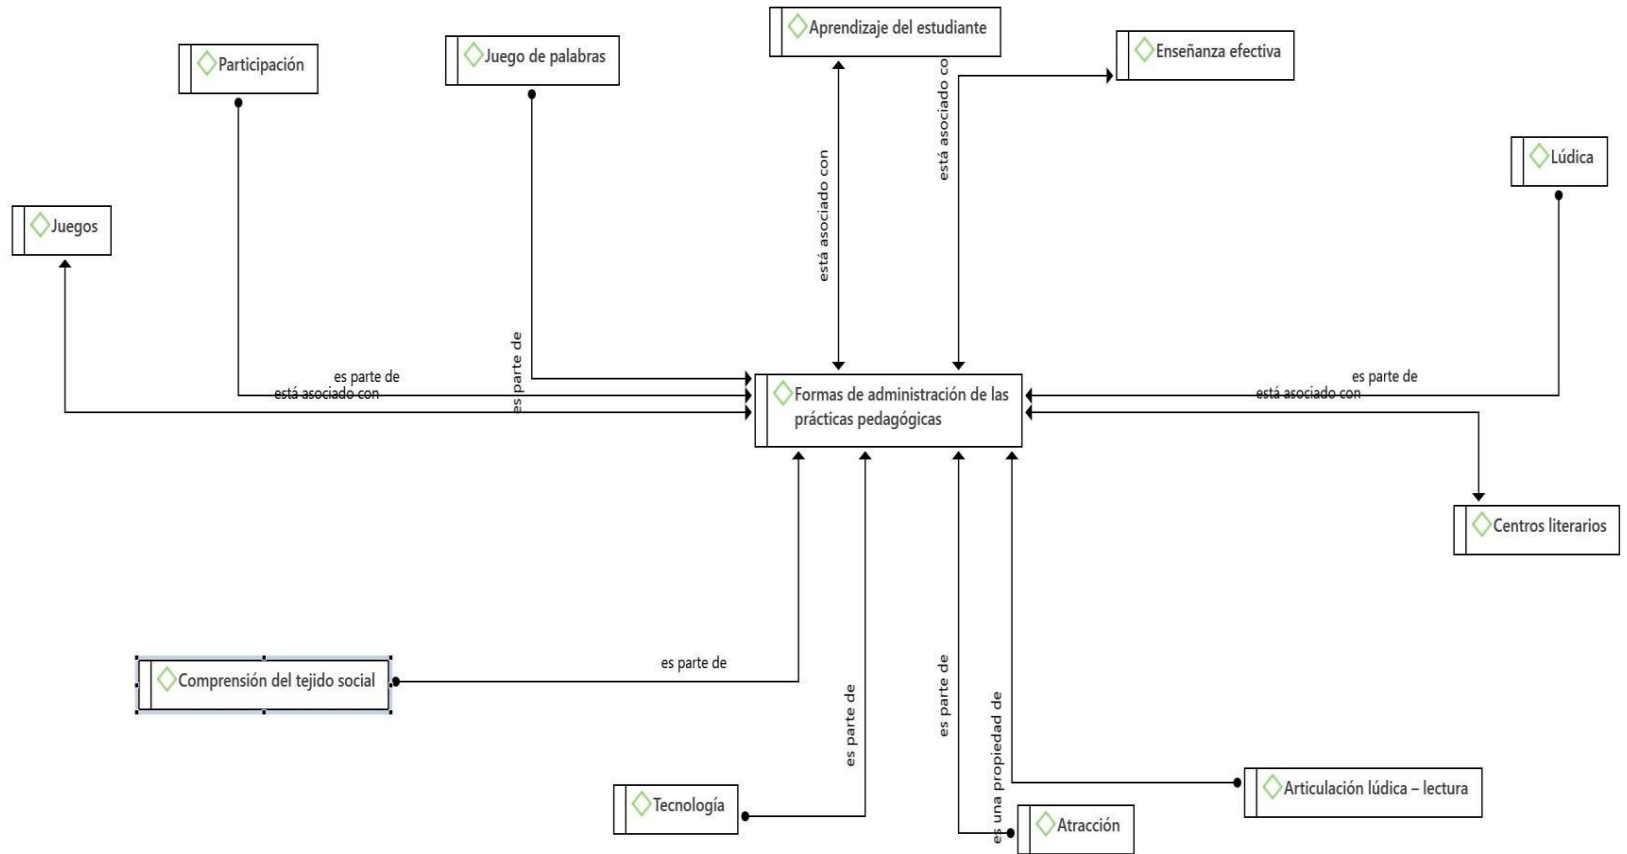 Aprendizaje del estudiante
Participación
Juego de palabras
Enseñanza efectiva
Lúdica
Juegos
está asociado con
está asociado co
es parte de
está asociado con
es parte de
es parte de
está asociado con
Formas de administración de las
prácticas pedagógicas
Centros literarios
Comprensión del tejido social
es parte de
es parte de
es parte de
es una propiedad de
Tecnología
Atracción
Articulación lúdica – lectura